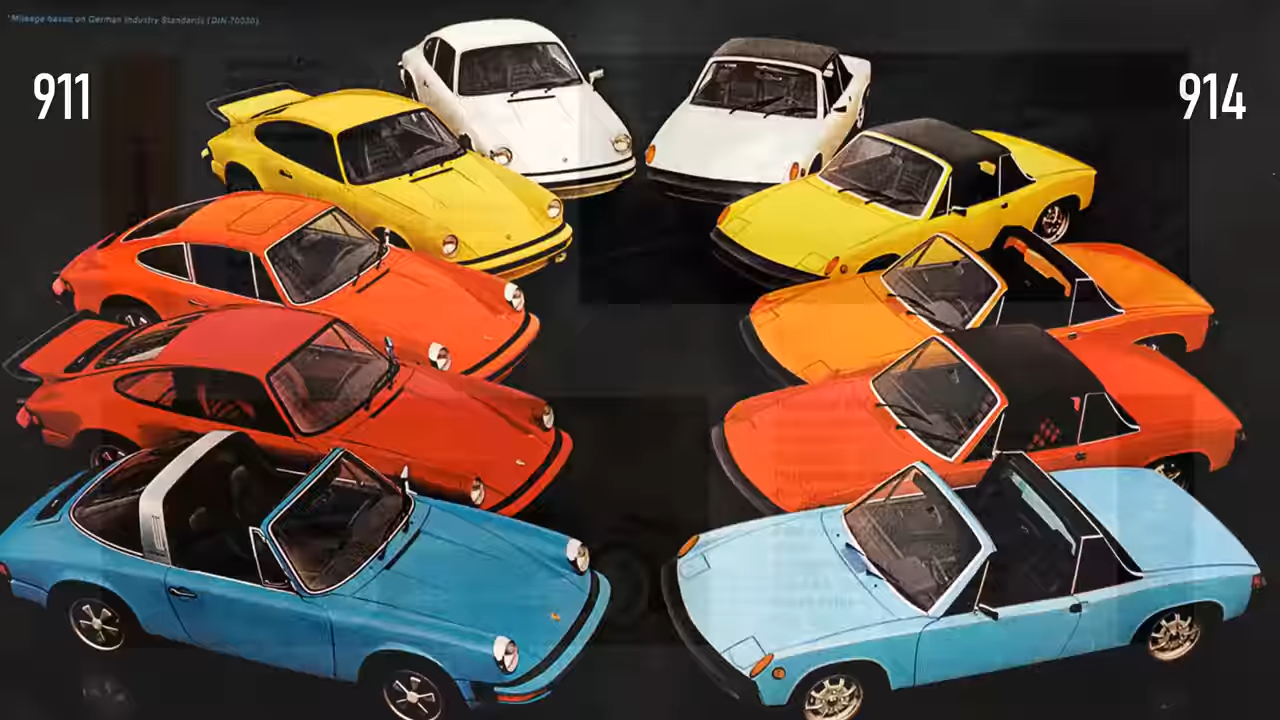 *Mileage based on German Industry Standards (DIN-70030).
911
914